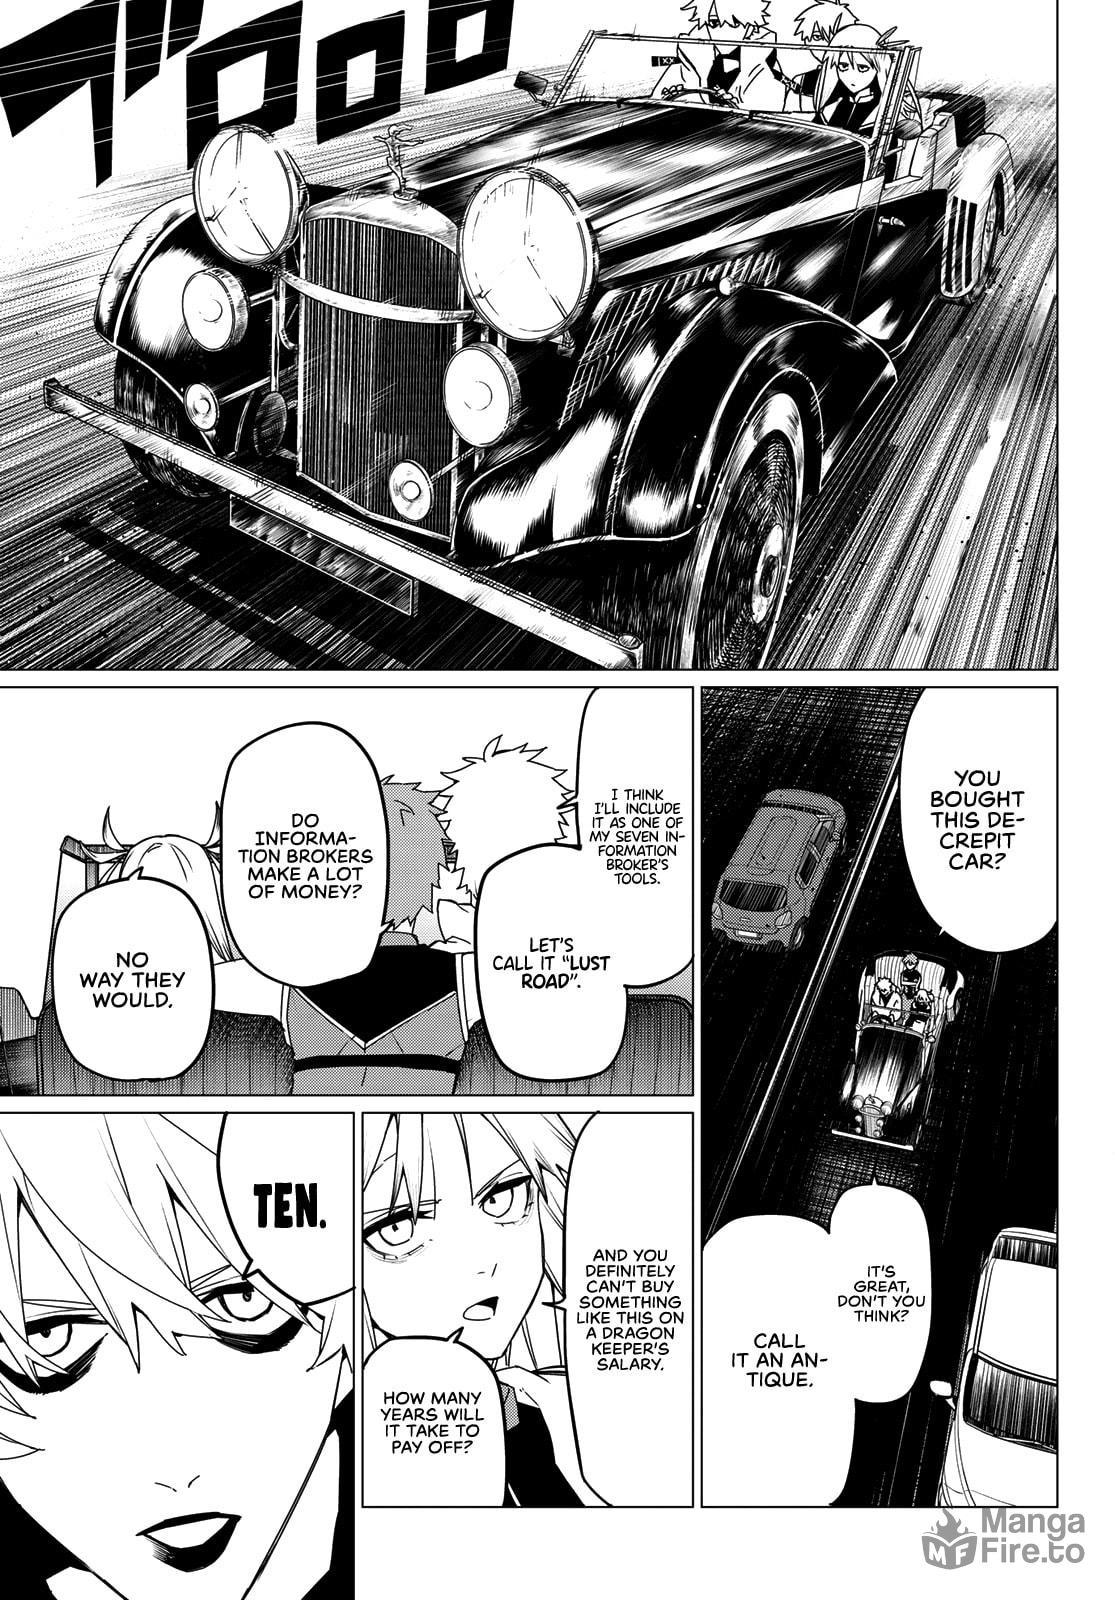 ブロロロ
YOU
BOUGHT
THIS DE-
CREPIT
CAR?
IT'S
GREAT,
DON'T YOU
THINK?
CALL
IT AN AN-
TIQUE.
I THINK
I'LL INCLUDE
IT AS ONE OF
MY SEVEN IN-
FORMATION
BROKER'S
TOOLS.
LET'S
CALL IT "LUST
ROAD".
DO
INFORMA-
TION BROKERS
MAKE A LOT
OF MONEY?
NO
WAY THEY
WOULD.
AND YOU
DEFINITELY
CAN'T BUY
SOMETHING
LIKE THIS ON
A DRAGON
KEEPER'S
SALARY.
HOW MANY
YEARS WILL
IT TAKE TO
PAY OFF?
TEN.
MF
Manga
Fire.to